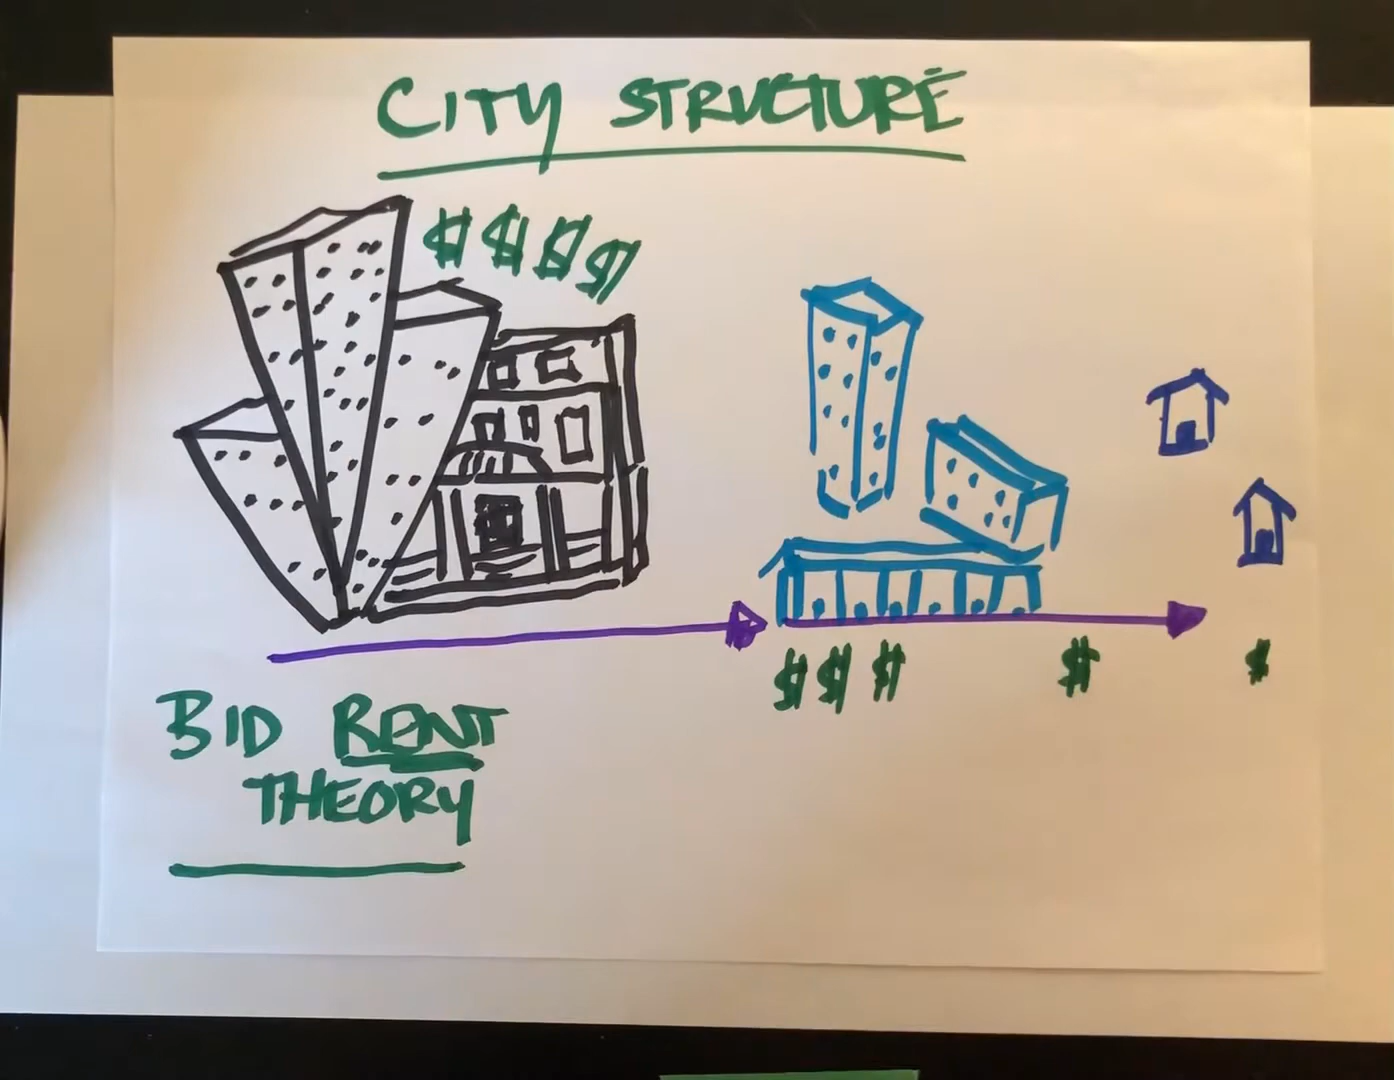 CITY STRUCTURE
$ $ $ $
$ $ $ $ $
BID RENT
THEORY